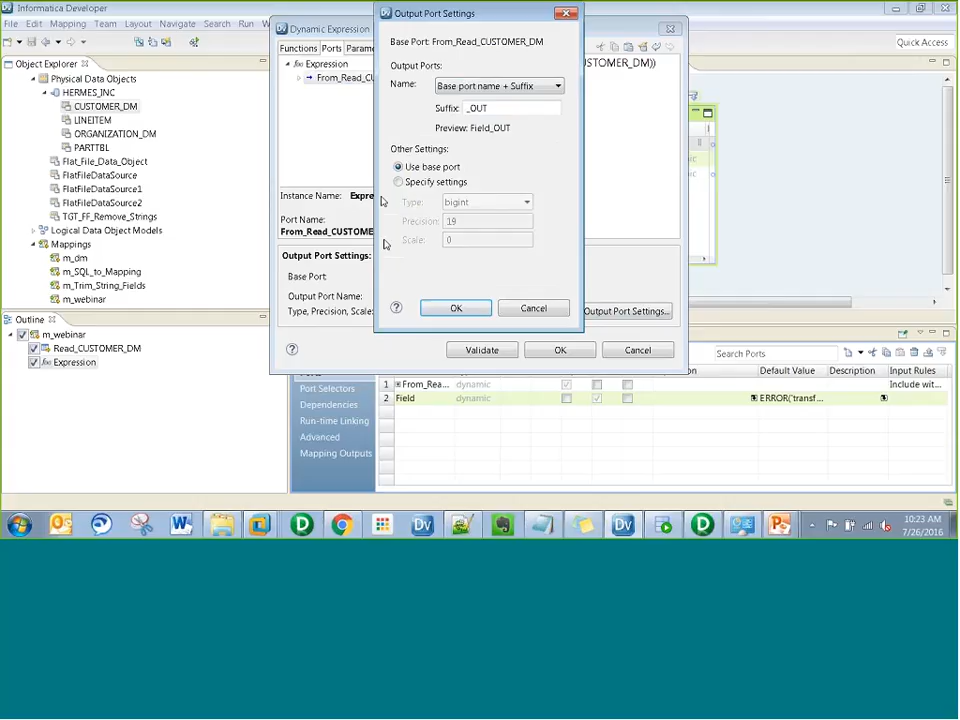 Informatica Developer
File Edit Mapping Team Layout Navigate Search Run
Quick Access
Object Explorer
Physical Data Objects
HERMES_INC
CUSTOMER_DM
LINEITEM
ORGANIZATION_DM
PARTTBL
Flat_File_Data_Object
FlatFileDataSource
FlatFileDataSource1
FlatFileDataSource2
TGT_FF_Remove_Strings
Logical Data Object Models
Mappings
m_dm
m_SQL_to_Mapping
m_Trim_String_Fields
m_webinar
Outline
m_webinar
Read_CUSTOMER_DM
Expression
Dynamic Expression
Functions Ports
Expression
From_Read_CU
STOMER_DM))
Instance Name: Expre
Port Name:
From_Read_CUSTOME
Output Port Settings:
Base Port
Output Port Name:
Type, Precision, Scale:
Output Port Settings...
Validate OK Cancel
Output Port Settings
Base Port: From_Read_CUSTOMER_DM
Output Ports:
Name: Base port name + Suffix
Suffix: _OUT
Preview: Field_OUT
Other Settings:
Use base port
Specify settings
Type: bigint
Precision: 19
Scale: 0
OK Cancel
Search Ports
Default Value Description Input Rules
1 From_Rea... dynamic Include wit...
2 Field dynamic ERROR('transf...
Port Selectors
Dependencies
Run-time Linking
Advanced
Mapping Outputs
10:23 AM
7/26/2016